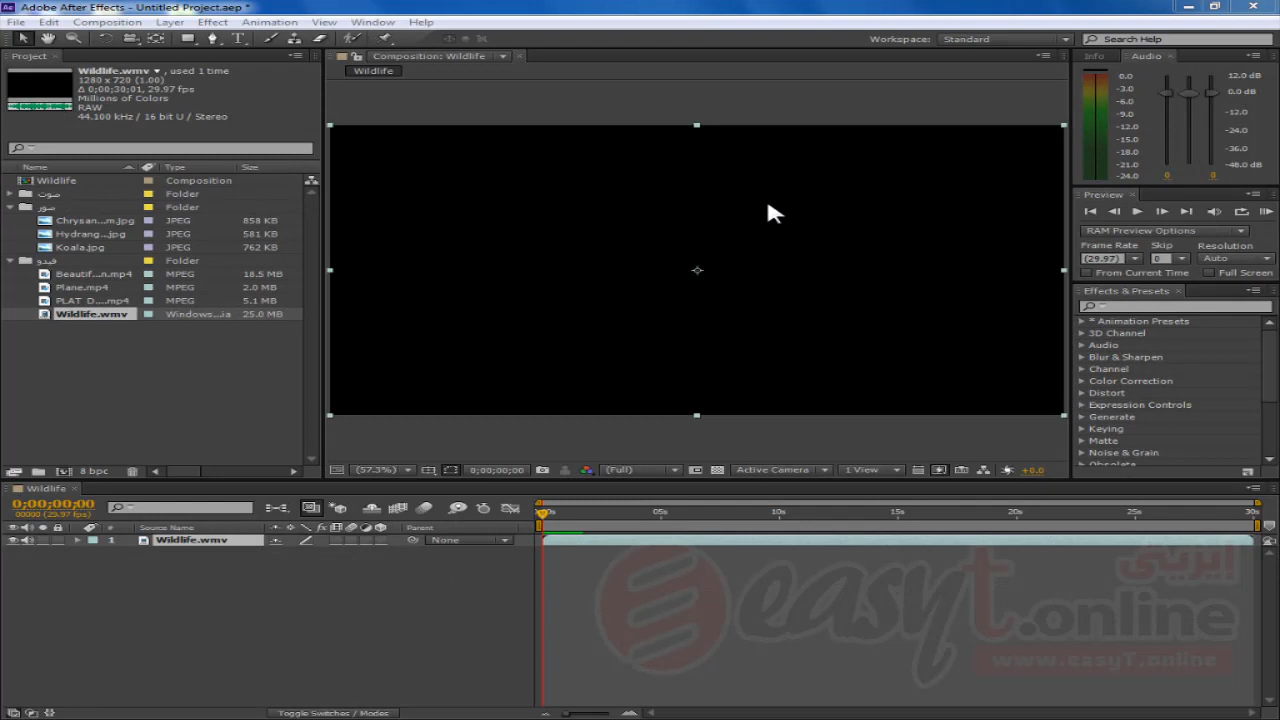 Adobe After Effects - Untitled Project.aep *
File Edit Composition Layer Effect Animation View Window Help
Workspace: Standard
Search Help
Project
Wildlife.wmv ▼, used 1 time
1280 x 720 (1.00)
Δ 0;00;30;01, 29.97 fps
Millions of Colors
RAW
44.100 kHz / 16 bit U / Stereo
Name Type Size
Wildlife Composition
صوت Folder
صور Folder
Chrysan...m.jpg JPEG 858 KB
Hydrang...jpg JPEG 581 KB
Koala.jpg JPEG 762 KB
فيديو Folder
Beautif...n.mp4 MPEG 18.5 MB
Plane.mp4 MPEG 2.0 MB
PLAT_D....mp4 MPEG 5.1 MB
Wildlife.wmv Windows...ia 25.0 MB
8 bpc
Composition: Wildlife
Wildlife
(57.3%) 0;00;00;00 (Full) Active Camera 1 View +0.0
Info Audio
0.0
-3.0
-6.0
-9.0
-12.0
-15.0
-18.0
-21.0
-24.0
12.0 dB
0.0 dB
-12.0
-24.0
-36.0
-48.0 dB
0 0
Preview
RAM Preview Options
Frame Rate Skip Resolution
(29.97) 0 Auto
From Current Time Full Screen
Effects & Presets
* Animation Presets
3D Channel
Audio
Blur & Sharpen
Channel
Color Correction
Distort
Expression Controls
Generate
Keying
Matte
Noise & Grain
Obsolete
Wildlife
0;00;00;00
00000 (29.97 fps)
# Source Name Parent
1 Wildlife.wmv None
05s 10s 15s 20s 25s 30s
Toggle Switches / Modes
ايزيتي
easyt.online
www.easyT.online